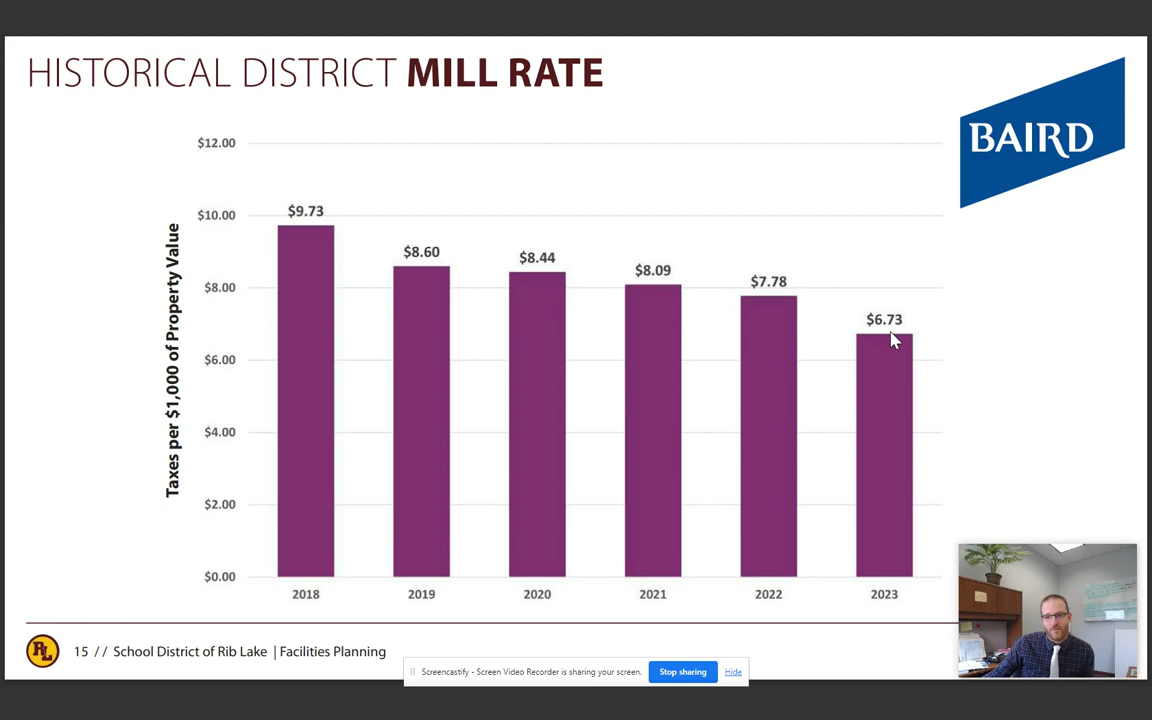 HISTORICAL DISTRICT MILL RATE
BAIRD
Taxes per $1,000 of Property Value
$12.00
$10.00
$8.00
$6.00
$4.00
$2.00
$0.00
$9.73
$8.60
$8.44
$8.09
$7.78
$6.73
2018
2019
2020
2021
2022
2023
RL
15 // School District of Rib Lake | Facilities Planning
Screencastify - Screen Video Recorder is sharing your screen.
Stop sharing
Hide